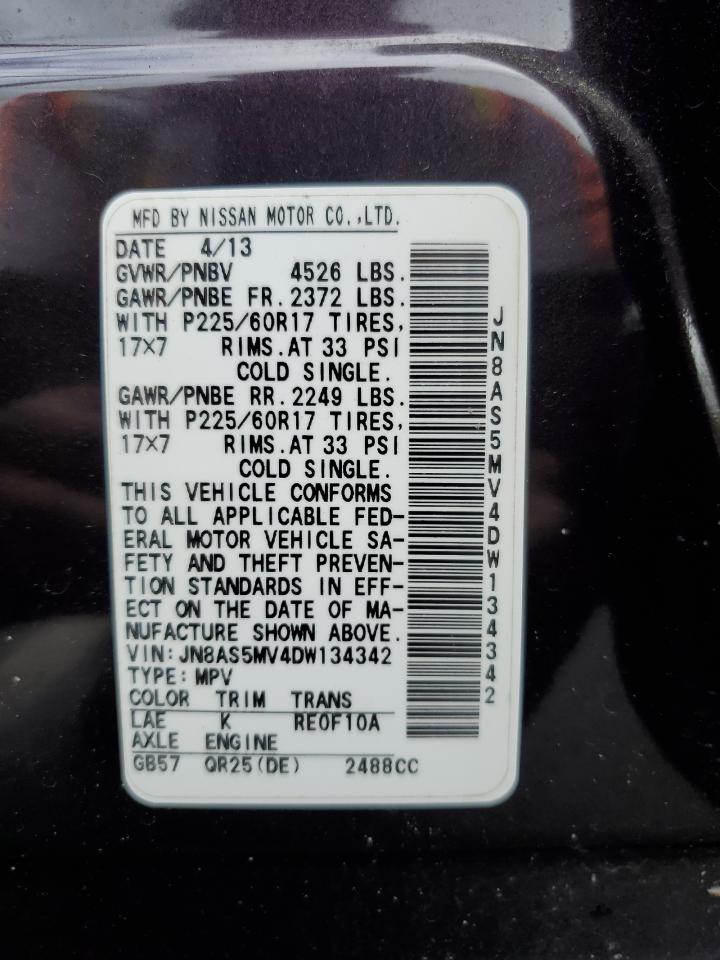 MFD BY NISSAN MOTOR CO.,LTD.
DATE 4/13
GVWR/PNBV 4526 LBS.
GAWR/PNBE FR. 2372 LBS.
WITH P225/60R17 TIRES,
17X7 RIMS.AT 33 PSI
COLD SINGLE.
GAWR/PNBE RR. 2249 LBS.
WITH P225/60R17 TIRES,
17X7 RIMS.AT 33 PSI
COLD SINGLE.
THIS VEHICLE CONFORMS
TO ALL APPLICABLE FED-
ERAL MOTOR VEHICLE SA-
FETY AND THEFT PREVEN-
TION STANDARDS IN EFF-
ECT ON THE DATE OF MA-
NUFACTURE SHOWN ABOVE.
VIN: JN8AS5MV4DW134342
TYPE: MPV
COLOR TRIM TRANS
LAE K RE0F10A
AXLE ENGINE
GB57 QR25(DE) 2488CC
JN8AS5MV4DW134342